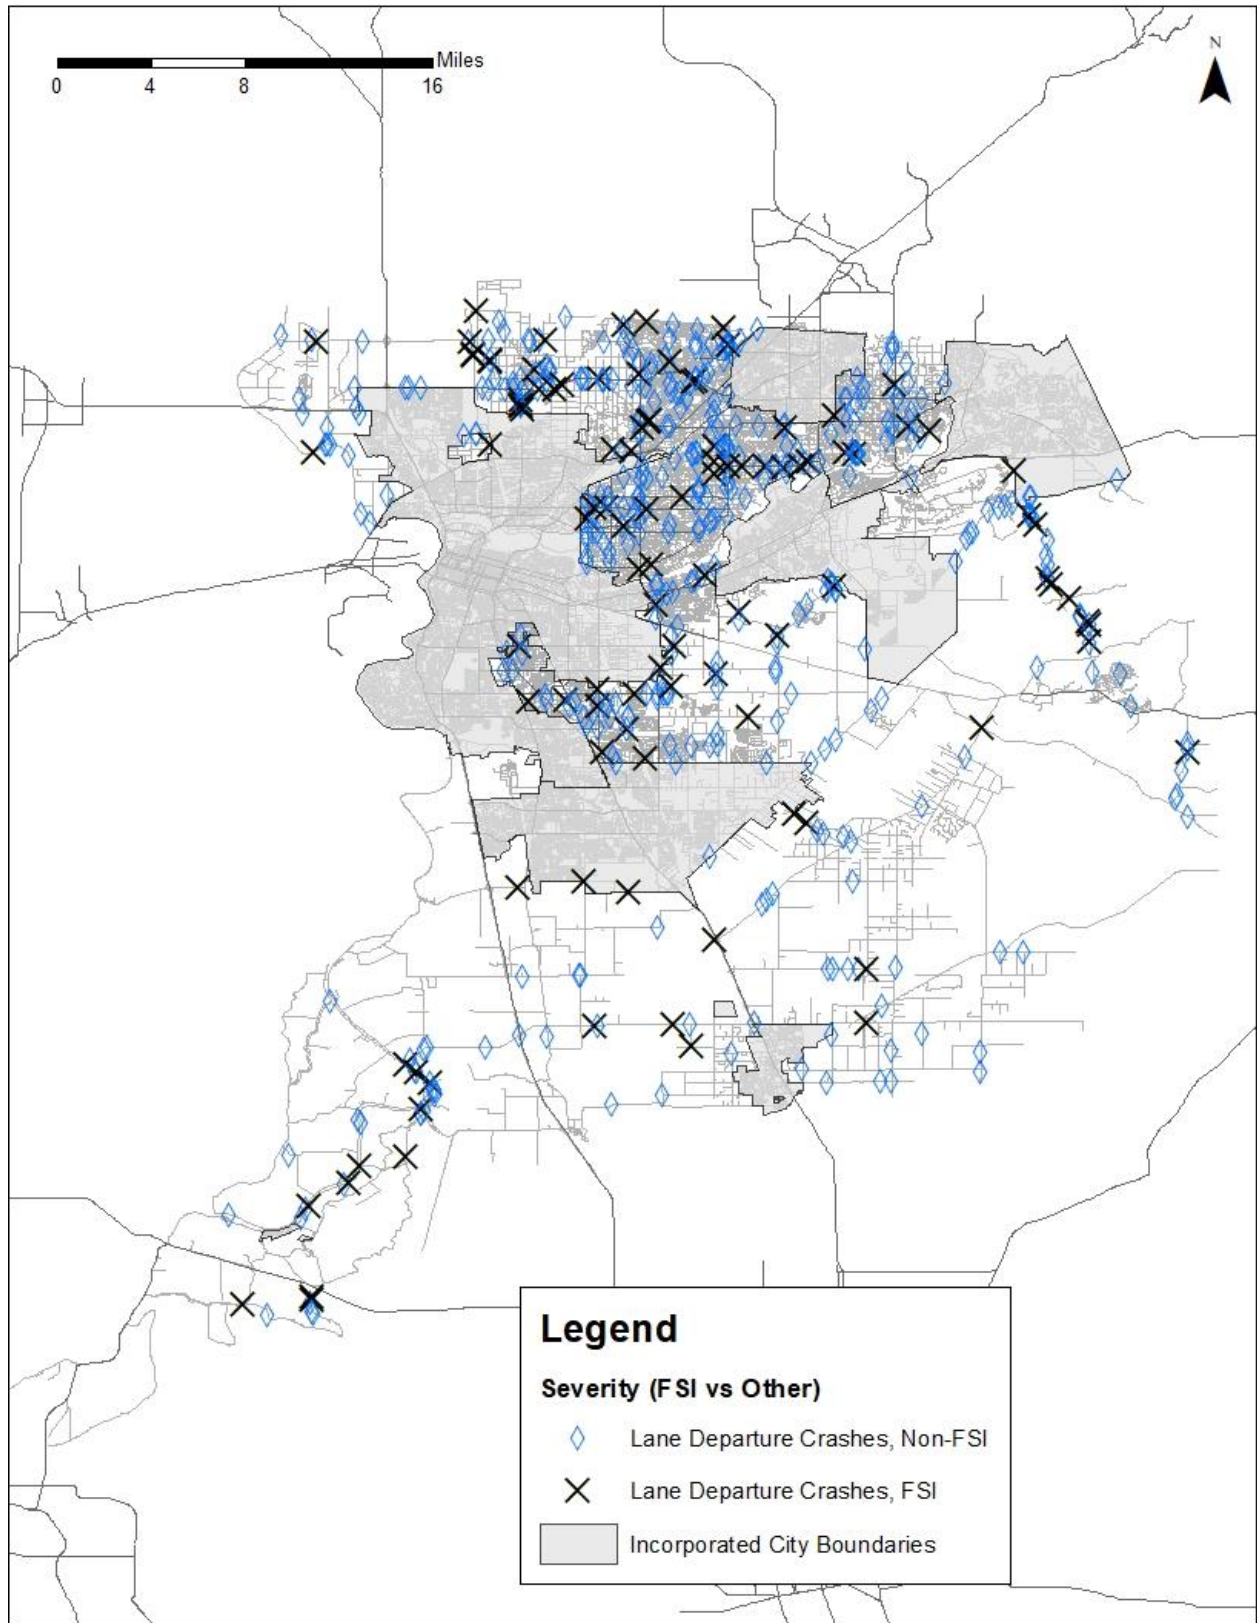 Miles
0 4 8 16
N
Legend
Severity (FSI vs Other)
Lane Departure Crashes, Non-FSI
Lane Departure Crashes, FSI
Incorporated City Boundaries